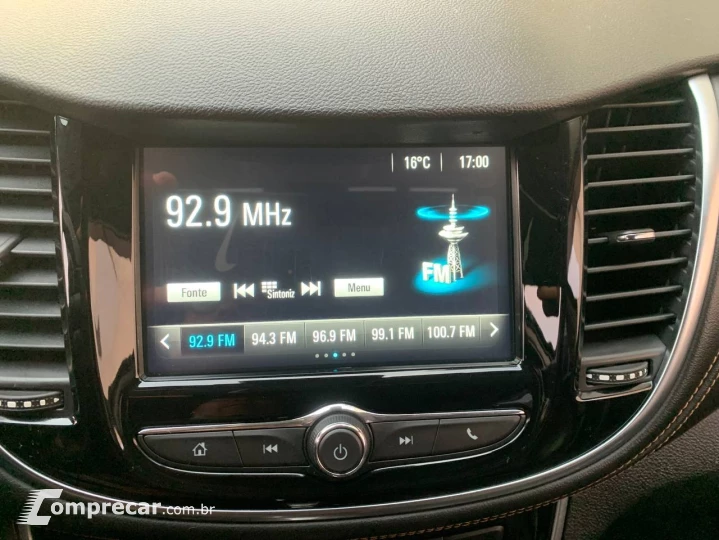 16°C 17:00
92.9 MHz
FM
Fonte Sintoniz Menu
92.9 FM 94.3 FM 96.9 FM 99.1 FM 100.7 FM
Comprecar.com.br